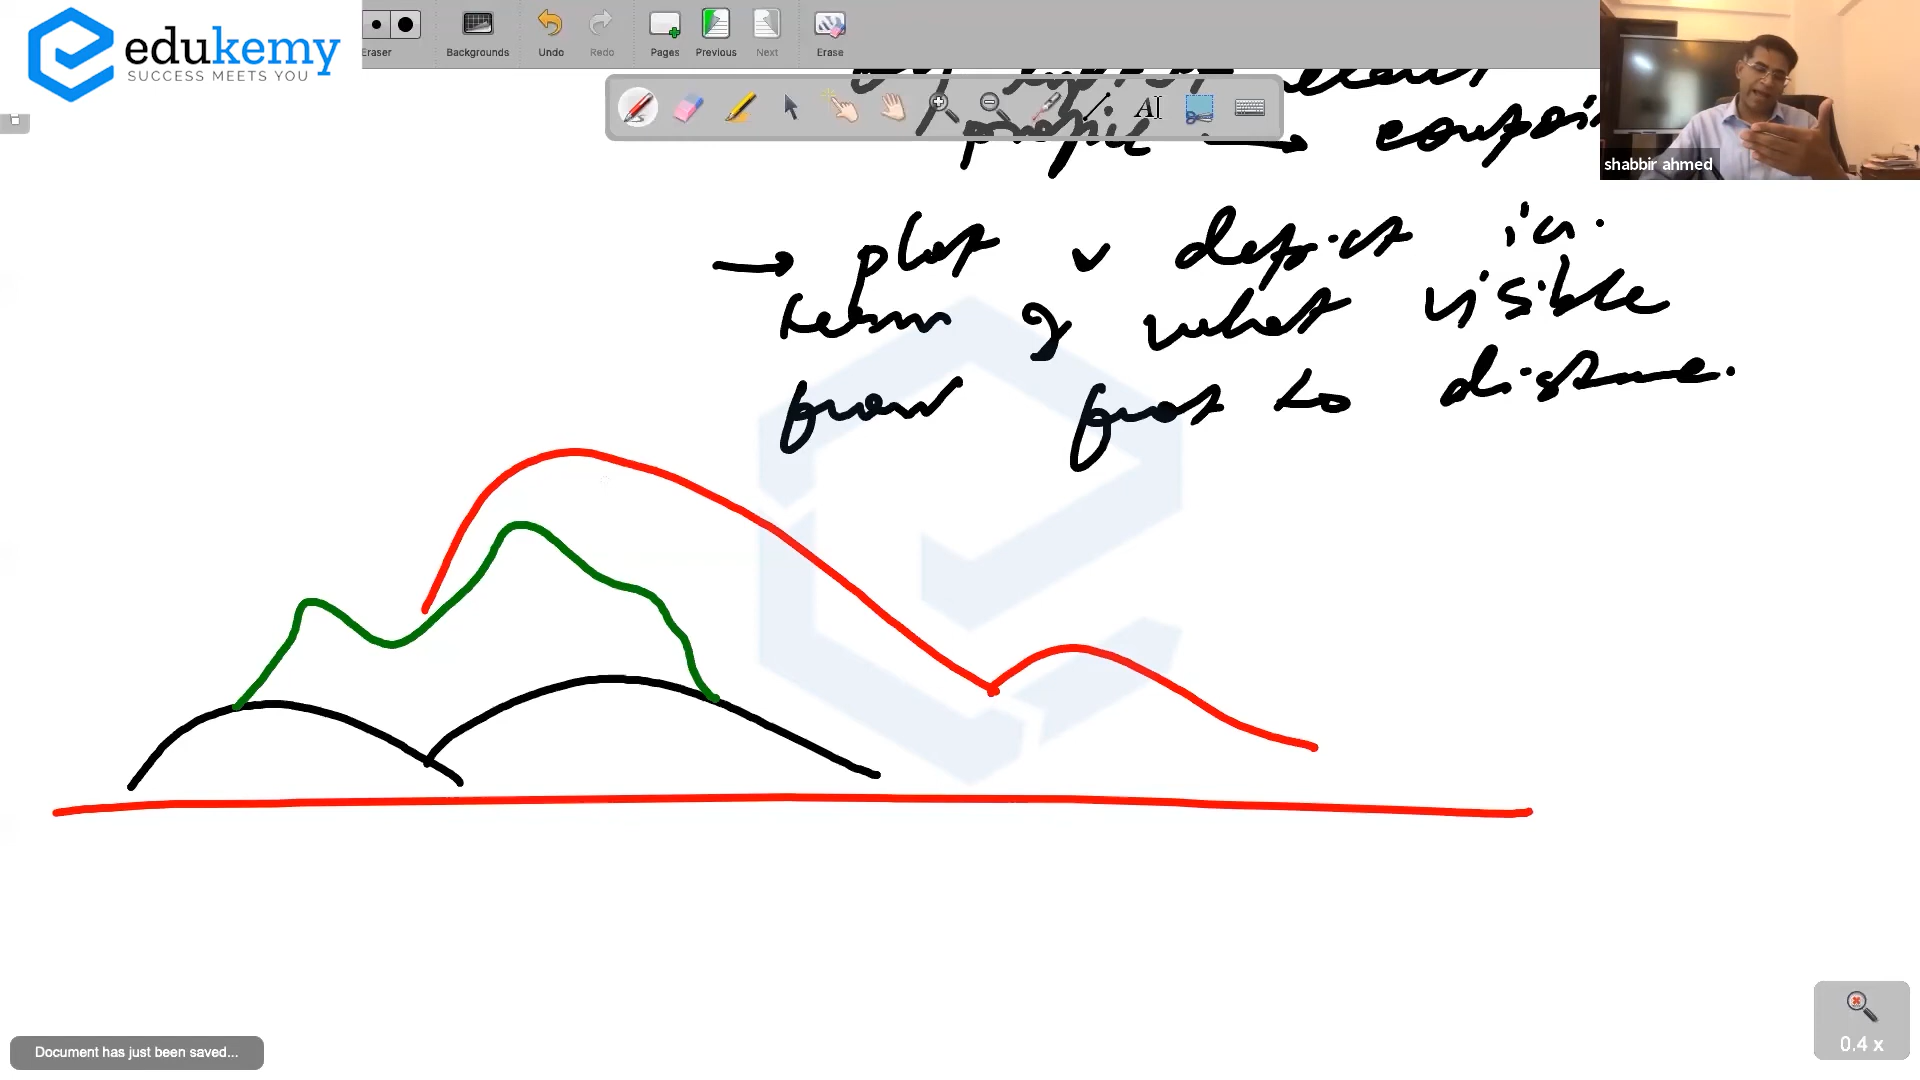 edukemy
SUCCESS MEETS YOU
Eraser
Backgrounds
Undo
Redo
Pages
Previous
Next
Erase
shabbir ahmed
profile →
→ plot v depict in
term of what visible
from front to distance.
Document has just been saved...
0.4 x